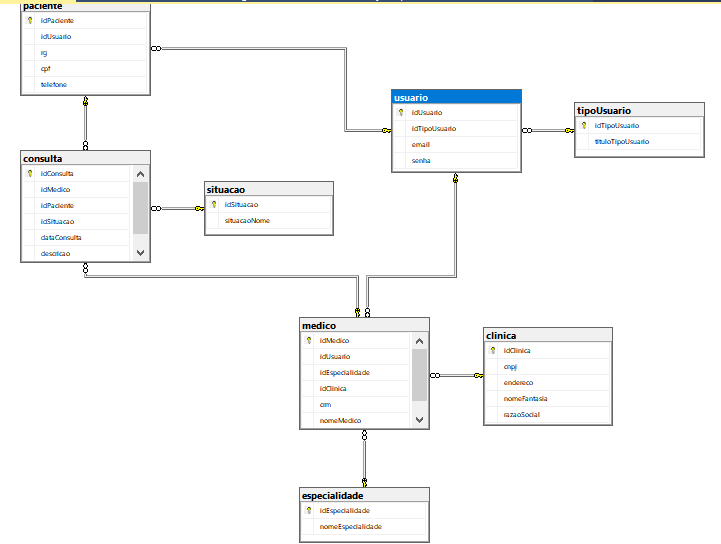 paciente
idPaciente
idUsuario
rg
cpf
telefone
usuario
idUsuario
idTipoUsuario
email
senha
tipoUsuario
idTipoUsuario
tituloTipoUsuario
consulta
idConsulta
idMedico
idPaciente
idSituacao
dataConsulta
descricao
situacao
idSituacao
situacaoNome
medico
idMedico
idUsuario
idEspecialidade
idClinica
crm
nomeMedico
clinica
idClinica
cnpj
endereco
nomeFantasia
razaoSocial
especialidade
idEspecialidade
nomeEspecialidade